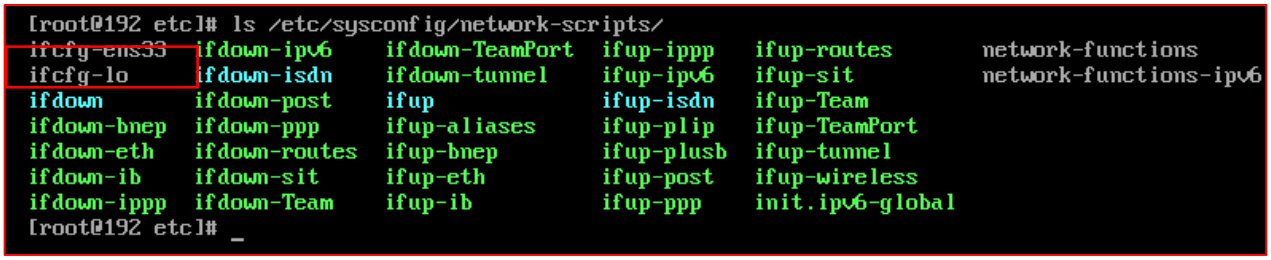 [root@192 etc]# ls /etc/sysconfig/network-scripts/
ifcfg-ens33 ifdown-ipv6 ifdown-TeamPort ifup-ippp ifup-routes network-functions
ifcfg-lo ifdown-isdn ifdown-tunnel ifup-ipv6 ifup-sit network-functions-ipv6
ifdown ifdown-post ifup ifup-isdn ifup-Team
ifdown-bnep ifdown-ppp ifup-aliases ifup-plip ifup-TeamPort
ifdown-eth ifdown-routes ifup-bnep ifup-plusb ifup-tunnel
ifdown-ib ifdown-sit ifup-eth ifup-post ifup-wireless
ifdown-ippp ifdown-Team ifup-ib ifup-ppp init.ipv6-global
[root@192 etc]# _